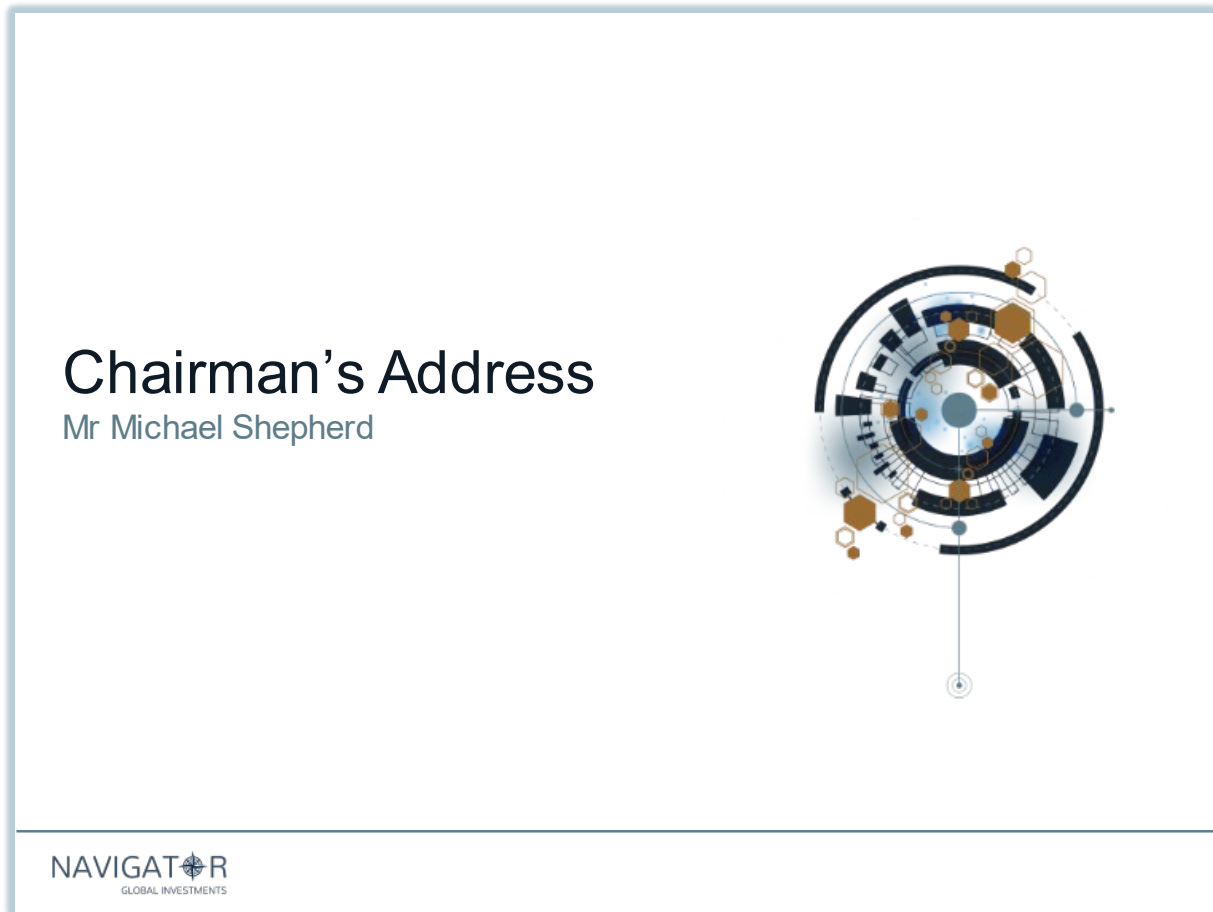 Chairman’s Address
Mr Michael Shepherd
NAVIGATOR
GLOBAL INVESTMENTS